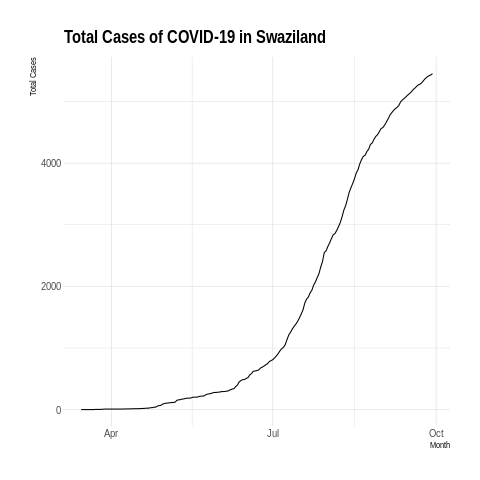 Total Cases of COVID-19 in Swaziland
Total Cases
4000
2000
0
Apr
Jul
Oct
Month